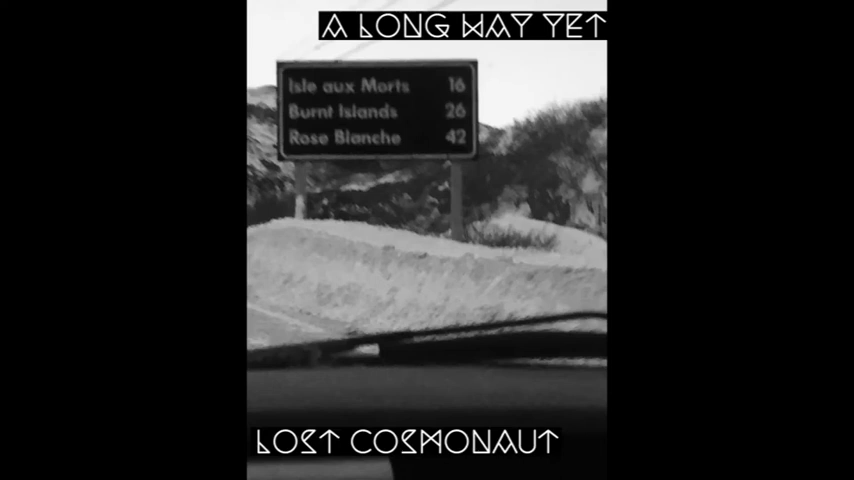 A LONG WAY YET
Isle aux Morts 16
Burnt Islands 26
Rose Blanche 42
LOST COSMONAUT